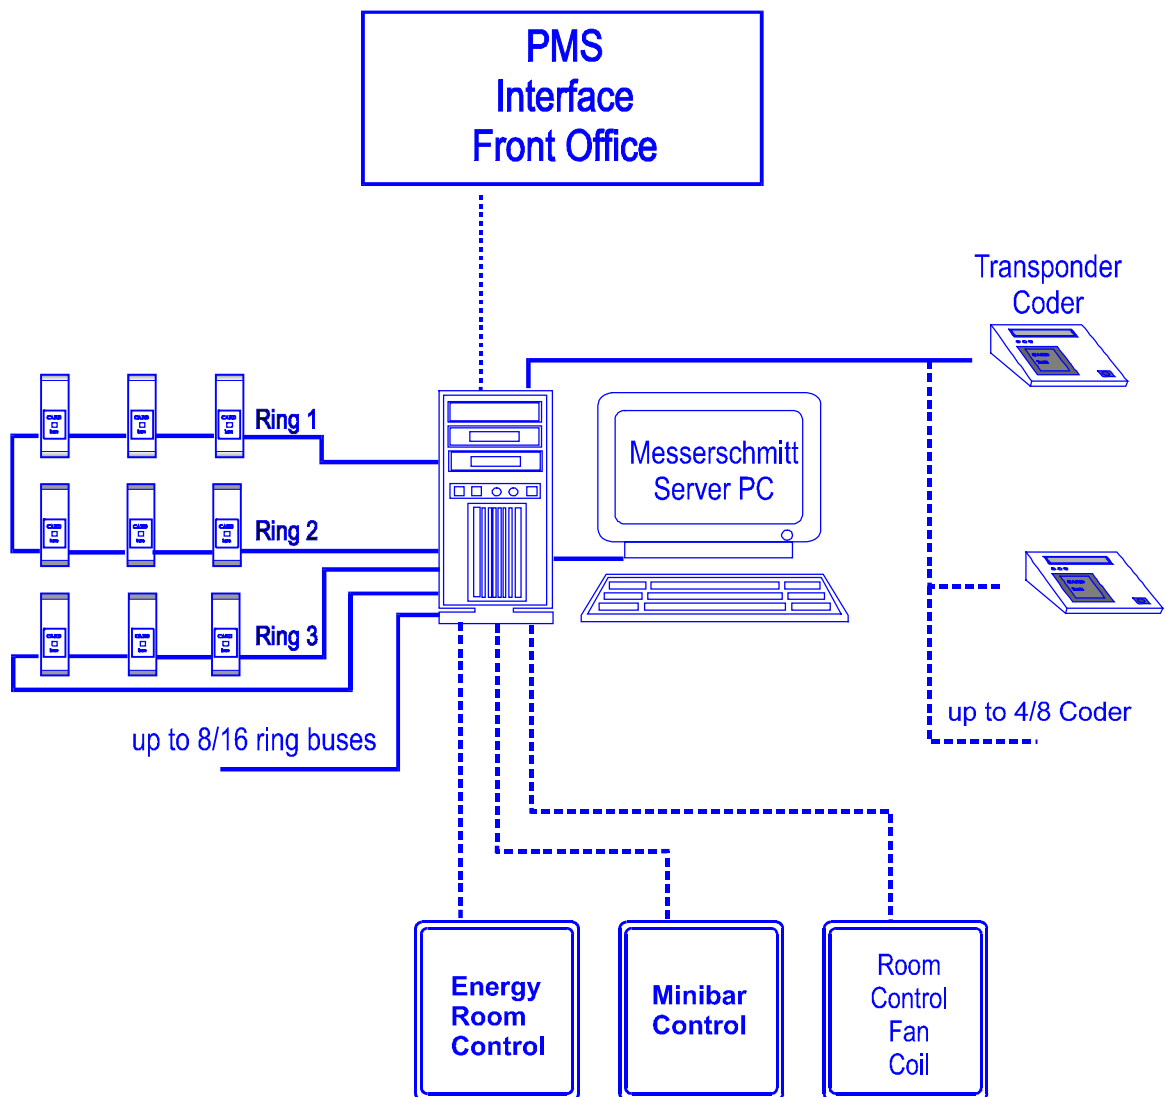 PMS
Interface
Front Office
Transponder
Coder
Ring 1
Messerschmitt
Server PC
Ring 2
Ring 3
up to 8/16 ring buses
up to 4/8 Coder
Energy
Room
Control
Minibar
Control
Room
Control
Fan
Coil